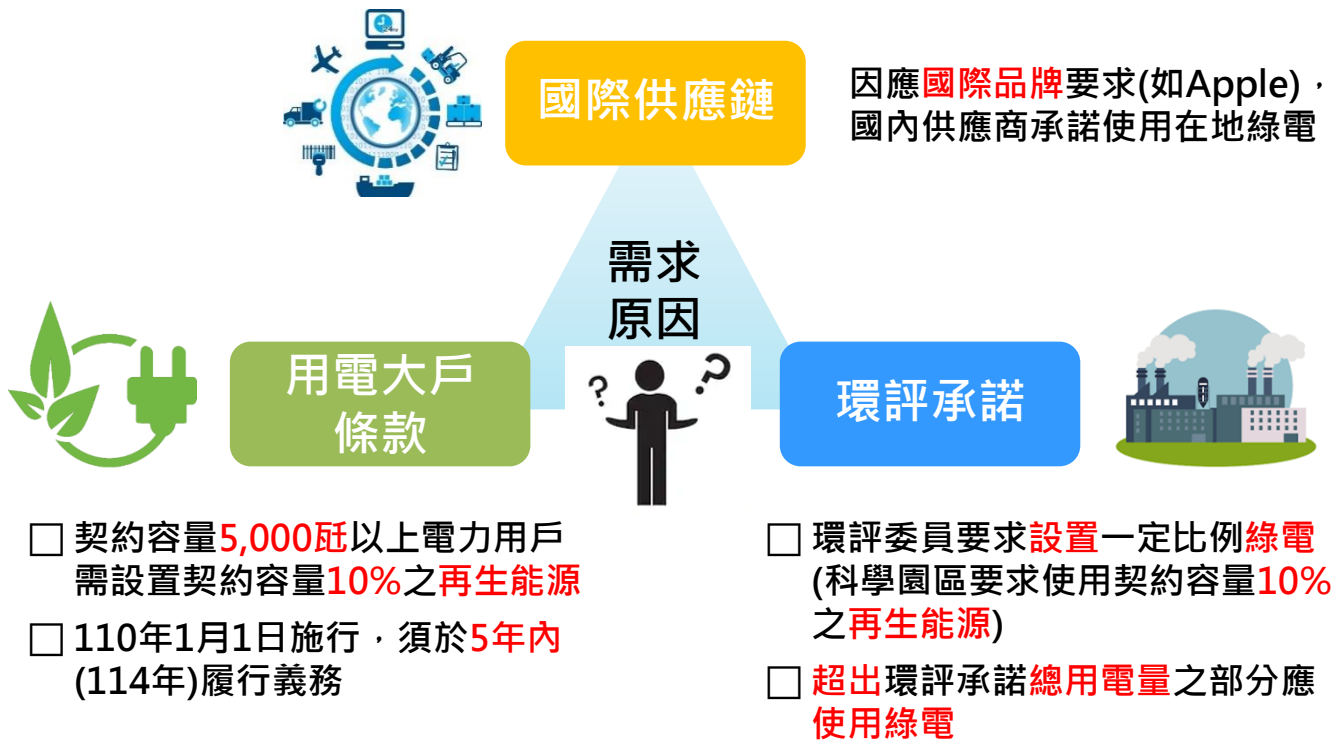 國際供應鏈
因應國際品牌要求(如Apple)，
國內供應商承諾使用在地綠電
需求
原因
用電大戶
條款
環評承諾
□ 契約容量5,000瓩以上電力用戶
需設置契約容量10%之再生能源
□ 110年1月1日施行，須於5年內
(114年)履行義務
□ 環評委員要求設置一定比例綠電
(科學園區要求使用契約容量10%
之再生能源)
□ 超出環評承諾總用電量之部分應
使用綠電